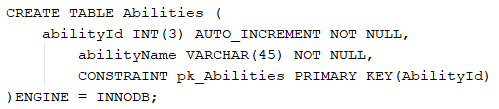 CREATE TABLE Abilities (
abilityId INT(3) AUTO_INCREMENT NOT NULL,
abilityName VARCHAR(45) NOT NULL,
CONSTRAINT pk_Abilities PRIMARY KEY(AbilityId)
)ENGINE = INNODB;